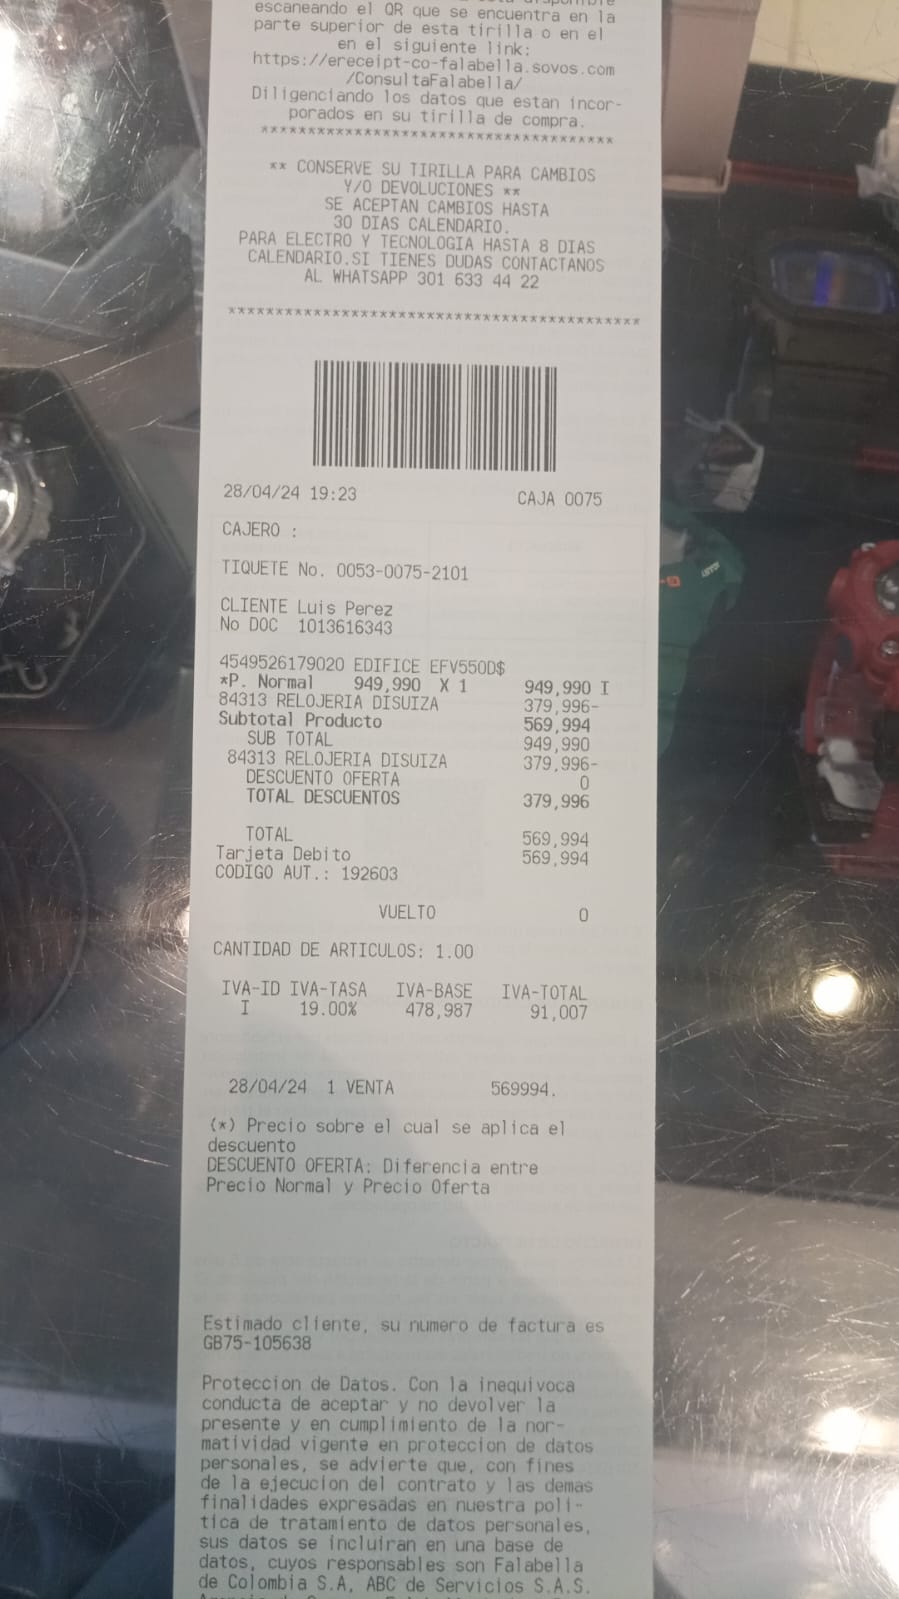 escaneando el QR que se encuentra en la
parte superior de esta tirilla o en el
en el siguiente link:
https://ereceipt-co-falabella.sovos.com
/ConsultaFalabella/
Diligenciando los datos que estan incor-
porados en su tirilla de compra.
**************************************
** CONSERVE SU TIRILLA PARA CAMBIOS
Y/O DEVOLUCIONES **
SE ACEPTAN CAMBIOS HASTA
30 DIAS CALENDARIO.
PARA ELECTRO Y TECNOLOGIA HASTA 8 DIAS
CALENDARIO.SI TIENES DUDAS CONTACTANOS
AL WHATSAPP 301 633 44 22
********************************************
28/04/24 19:23 CAJA 0075
CAJERO :
TIQUETE No. 0053-0075-2101
CLIENTE Luis Perez
No DOC 1013616343
4549526179020 EDIFICE EFV550D$
*P. Normal 949,990 X 1 949,990 I
84313 RELOJERIA DISUIZA 379,996-
Subtotal Producto 569,994
SUB TOTAL 949,990
84313 RELOJERIA DISUIZA 379,996-
DESCUENTO OFERTA 0
TOTAL DESCUENTOS 379,996
TOTAL 569,994
Tarjeta Debito 569,994
CODIGO AUT.: 192603
VUELTO 0
CANTIDAD DE ARTICULOS: 1.00
IVA-ID IVA-TASA IVA-BASE IVA-TOTAL
I 19.00% 478,987 91,007
28/04/24 1 VENTA 569994.
(*) Precio sobre el cual se aplica el
descuento
DESCUENTO OFERTA: Diferencia entre
Precio Normal y Precio Oferta
Estimado cliente, su numero de factura es
GB75-105638
Proteccion de Datos. Con la inequivoca
conducta de aceptar y no devolver la
presente y en cumplimiento de la nor-
matividad vigente en proteccion de datos
personales, se advierte que, con fines
de la ejecucion del contrato y las demas
finalidades expresadas en nuestra poli-
tica de tratamiento de datos personales,
sus datos se incluiran en una base de
datos, cuyos responsables son Falabella
de Colombia S.A, ABC de Servicios S.A.S.